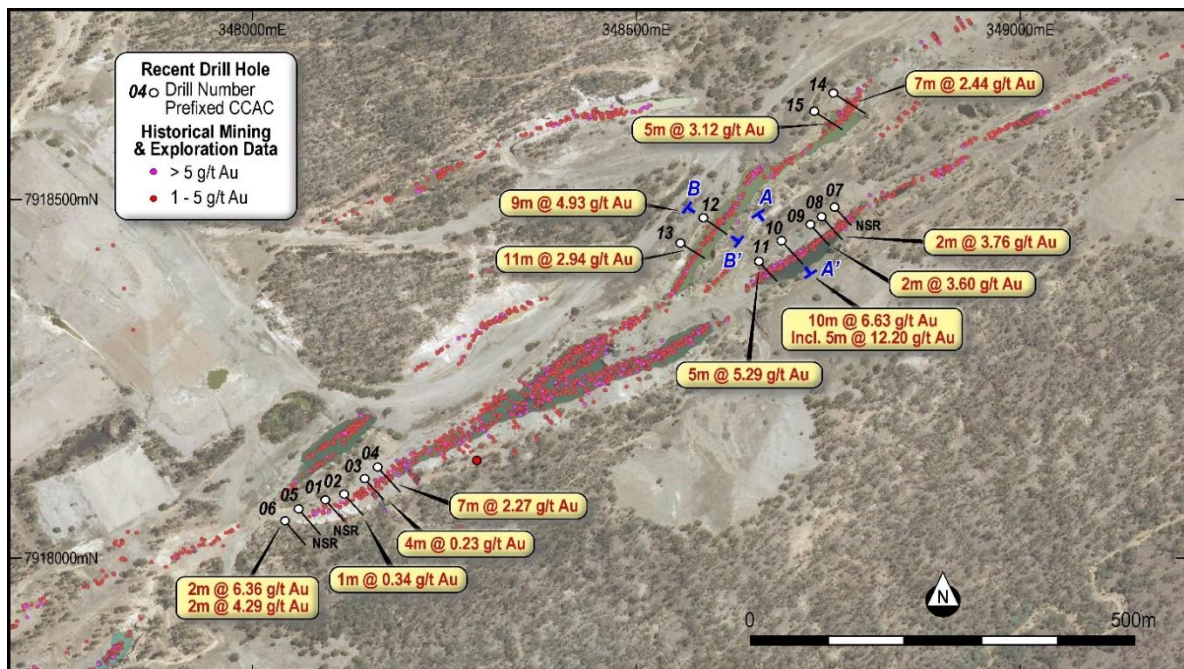 348000mE
348500mE
349000mE
Recent Drill Hole
04 Drill Number
Prefixed CCAC
Historical Mining
& Exploration Data
> 5 g/t Au
1 - 5 g/t Au
14
7m @ 2.44 g/t Au
15
5m @ 3.12 g/t Au
7918500mN
9m @ 4.93 g/t Au
B
12
A
07
08
09
NSR
13
10
B'
11
2m @ 3.76 g/t Au
11m @ 2.94 g/t Au
A'
2m @ 3.60 g/t Au
10m @ 6.63 g/t Au
Incl. 5m @ 12.20 g/t Au
5m @ 5.29 g/t Au
04
03
02
01
05
06
7m @ 2.27 g/t Au
NSR
NSR
4m @ 0.23 g/t Au
7918000mN
1m @ 0.34 g/t Au
2m @ 6.36 g/t Au
2m @ 4.29 g/t Au
N
0
500m